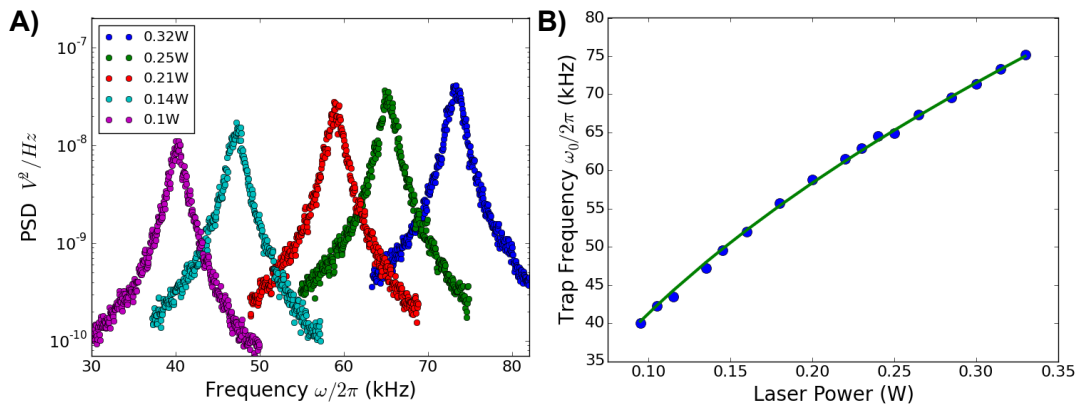 A)
PSD V²/Hz
10⁻⁷
10⁻⁸
10⁻⁹
10⁻¹⁰
0.32W
0.25W
0.21W
0.14W
0.1W
30 40 50 60 70 80
Frequency ω/2π (kHz)
B)
Trap Frequency ω₀/2π (kHz)
80
75
70
65
60
55
50
45
40
35
0.10 0.15 0.20 0.25 0.30 0.35
Laser Power (W)